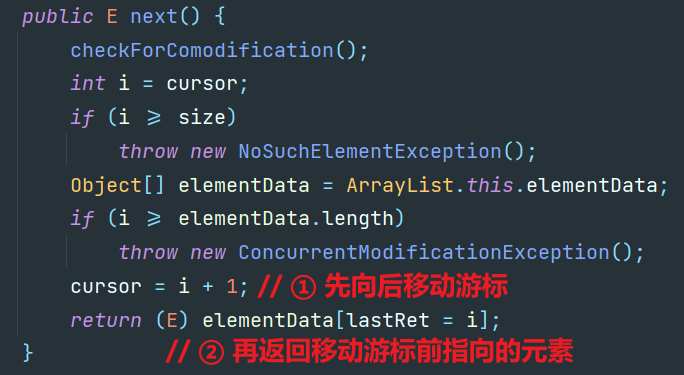 public E next() {
checkForComodification();
int i = cursor;
if (i >= size)
throw new NoSuchElementException();
Object[] elementData = ArrayList.this.elementData;
if (i >= elementData.length)
throw new ConcurrentModificationException();
cursor = i + 1; // ① 先向后移动游标
return (E) elementData[lastRet = i];
} // ② 再返回移动游标前指向的元素